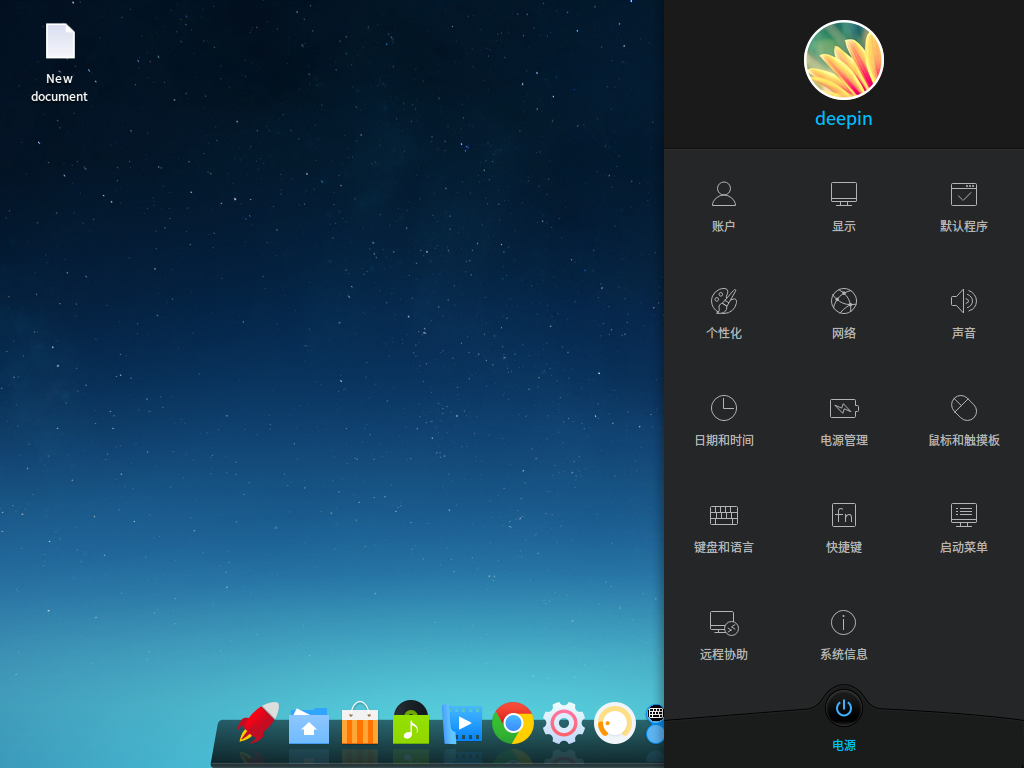 New
document
deepin
账户
显示
默认程序
个性化
网络
声音
日期和时间
电源管理
鼠标和触摸板
键盘和语言
fn
快捷键
启动菜单
远程协助
系统信息
电源